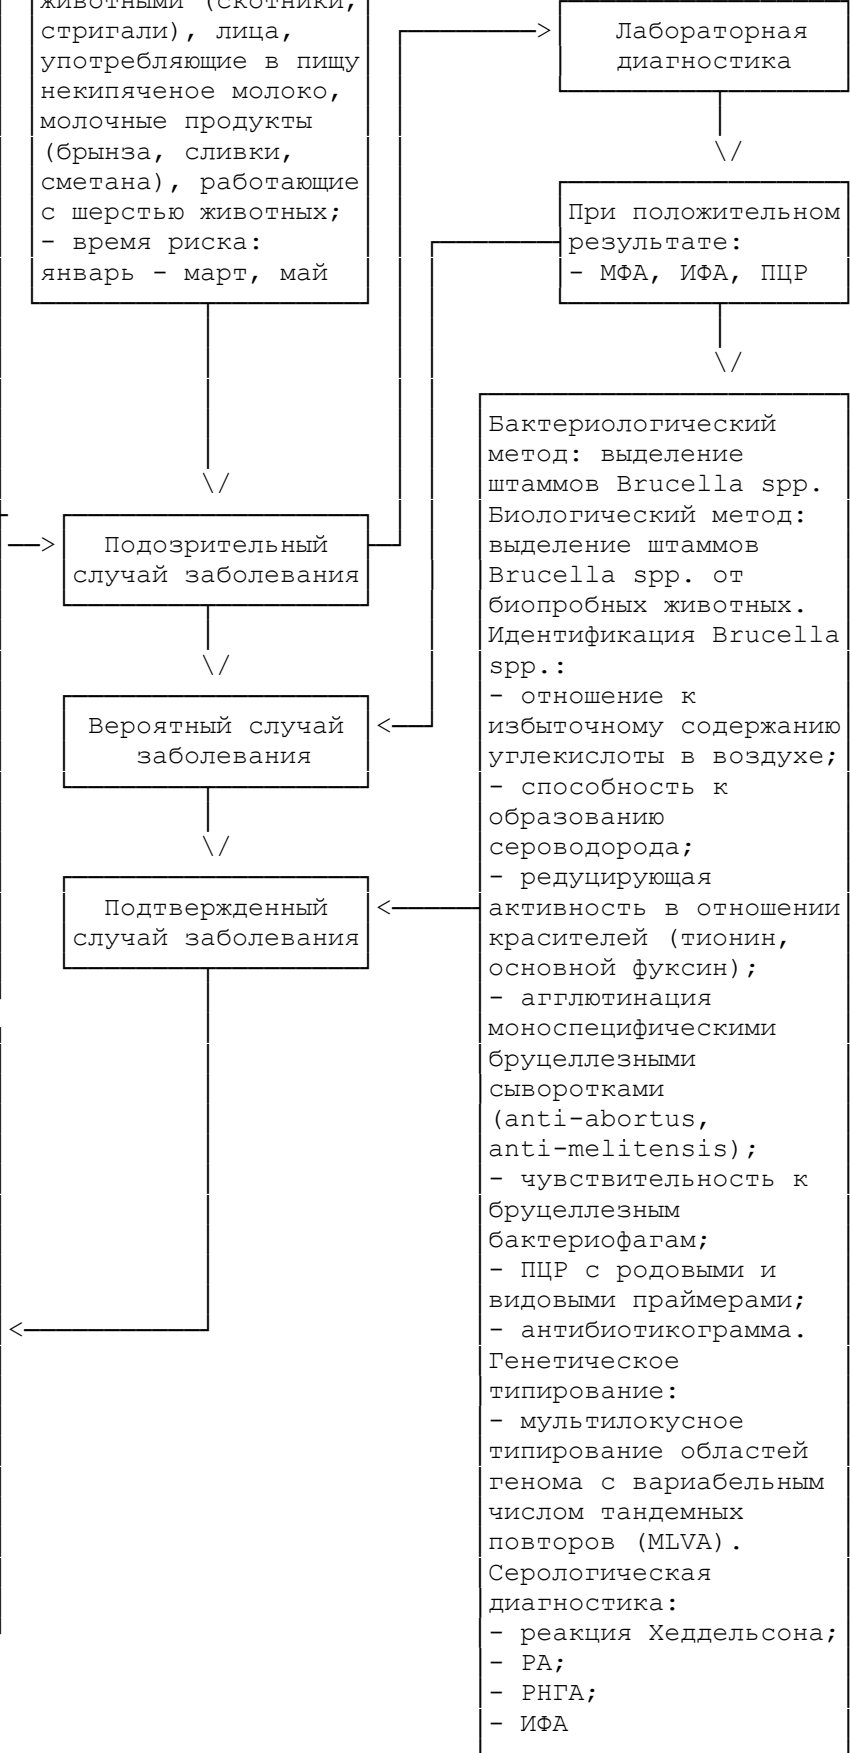 животными (скотники,
стригали), лица,
употребляющие в пищу
некипяченое молоко,
молочные продукты
(брынза, сливки,
сметана), работающие
с шерстью животных;
- время риска:
январь - март, май
Лабораторная
диагностика
При положительном
результате:
- МФА, ИФА, ПЦР
Подозрительный
случай заболевания
Вероятный случай
заболевания
Подтвержденный
случай заболевания
Бактериологический
метод: выделение
штаммов Brucella spp.
Биологический метод:
выделение штаммов
Brucella spp. от
биопробных животных.
Идентификация Brucella
spp.:
- отношение к
избыточному содержанию
углекислоты в воздухе;
- способность к
образованию
сероводорода;
- редуцирующая
активность в отношении
красителей (тионин,
основной фуксин);
- агглютинация
моноспецифическими
бруцеллезными
сыворотками
(anti-abortus,
anti-melitensis);
- чувствительность к
бруцеллезным
бактериофагам;
- ПЦР с родовыми и
видовыми праймерами;
- антибиотикограмма.
Генетическое
типирование:
- мультилокусное
типирование областей
генома с вариабельным
числом тандемных
повторов (MLVA).
Серологическая
диагностика:
- реакция Хеддельсона;
- РА;
- РНГА;
- ИФА